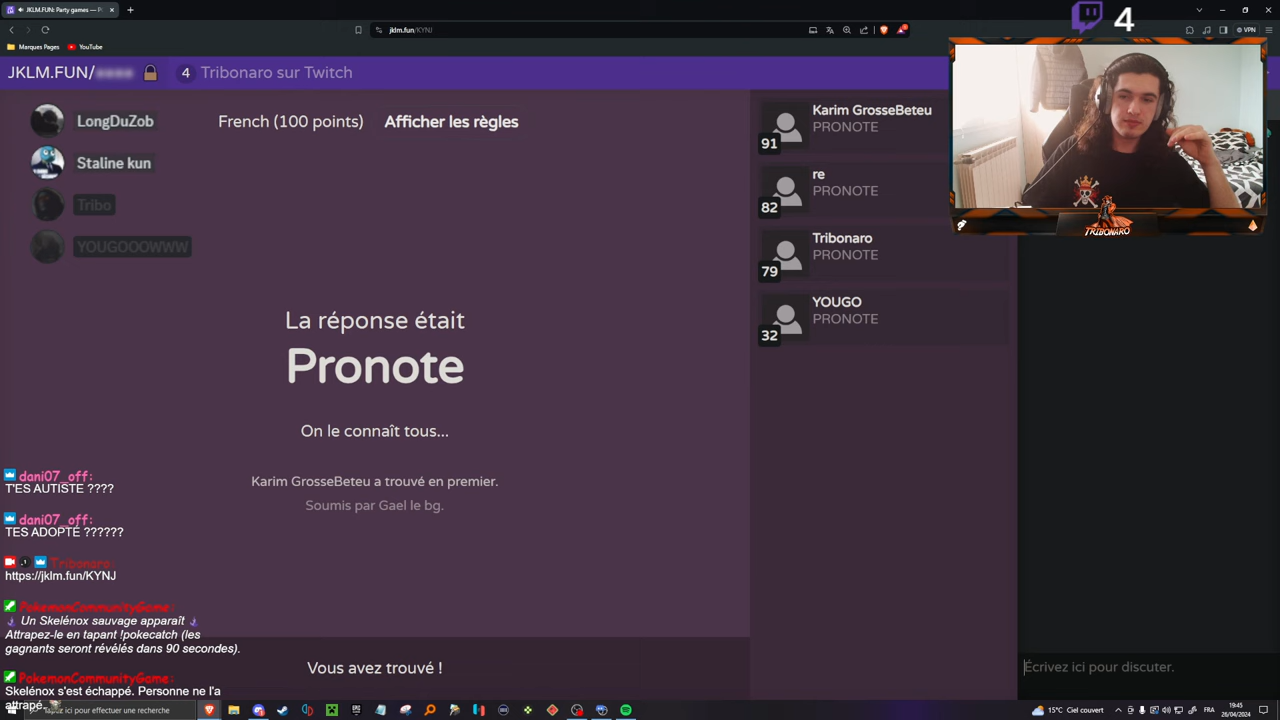 JKLM.FUN: Party games —
jklm.fun/KYNJ
VPN
Marques Pages
YouTube
4
JKLM.FUN/
4
Tribonaro sur Twitch
LongDuZob
Staline kun
Tribo
YOUGOOOWWW
French (100 points)
Afficher les règles
La réponse était
Pronote
On le connaît tous...
Karim GrosseBeteu a trouvé en premier.
Soumis par Gael le bg.
Vous avez trouvé !
Karim GrosseBeteu
PRONOTE
91
re
PRONOTE
82
Tribonaro
PRONOTE
79
YOUGO
PRONOTE
32
TRIBONARO
dani07_off:
T'ES AUTISTE ????
dani07_off:
TES ADOPTÉ ??????
Tribonaro:
https://jklm.fun/KYNJ
PokemonCommunityGame:
Un Skelénox sauvage apparaît
Attrapez-le en tapant !pokecatch (les
gagnants seront révélés dans 90 secondes).
PokemonCommunityGame:
Skelénox s'est échappé. Personne ne l'a
attrapé.
Écrivez ici pour discuter.
Tapez ici pour effectuer une recherche
15°C Ciel couvert
FRA
19:45
26/04/2024